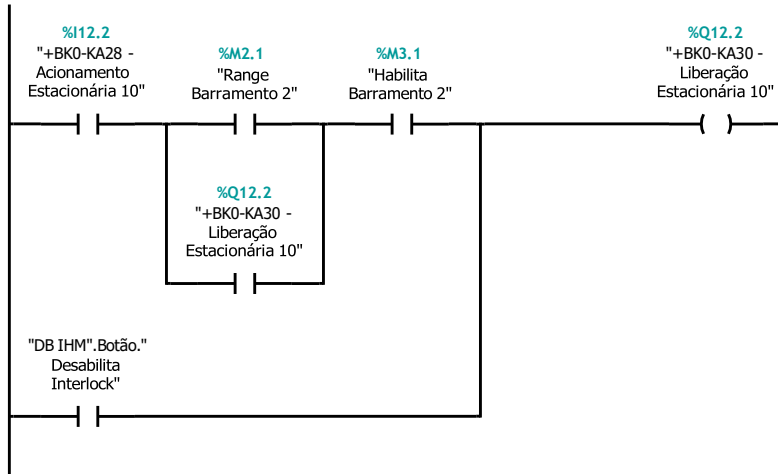 %I12.2
"+BK0-KA28 -
Acionamento
Estacionária 10"
%M2.1
"Range
Barramento 2"
%M3.1
"Habilita
Barramento 2"
%Q12.2
"+BK0-KA30 -
Liberação
Estacionária 10"
%Q12.2
"+BK0-KA30 -
Liberação
Estacionária 10"
"DB IHM".Botão."
Desabilita
Interlock"